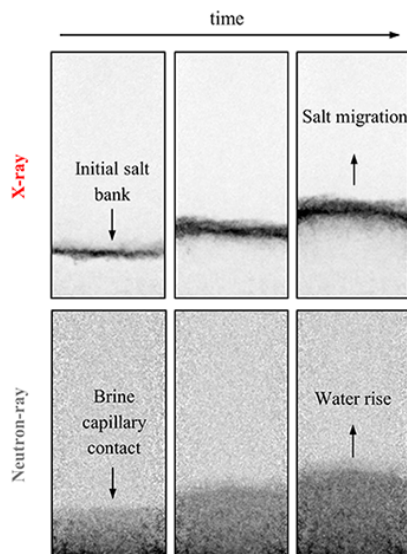 time
X-ray
Initial salt
bank
Salt migration
Neutron-ray
Brine
capillary
contact
Water rise